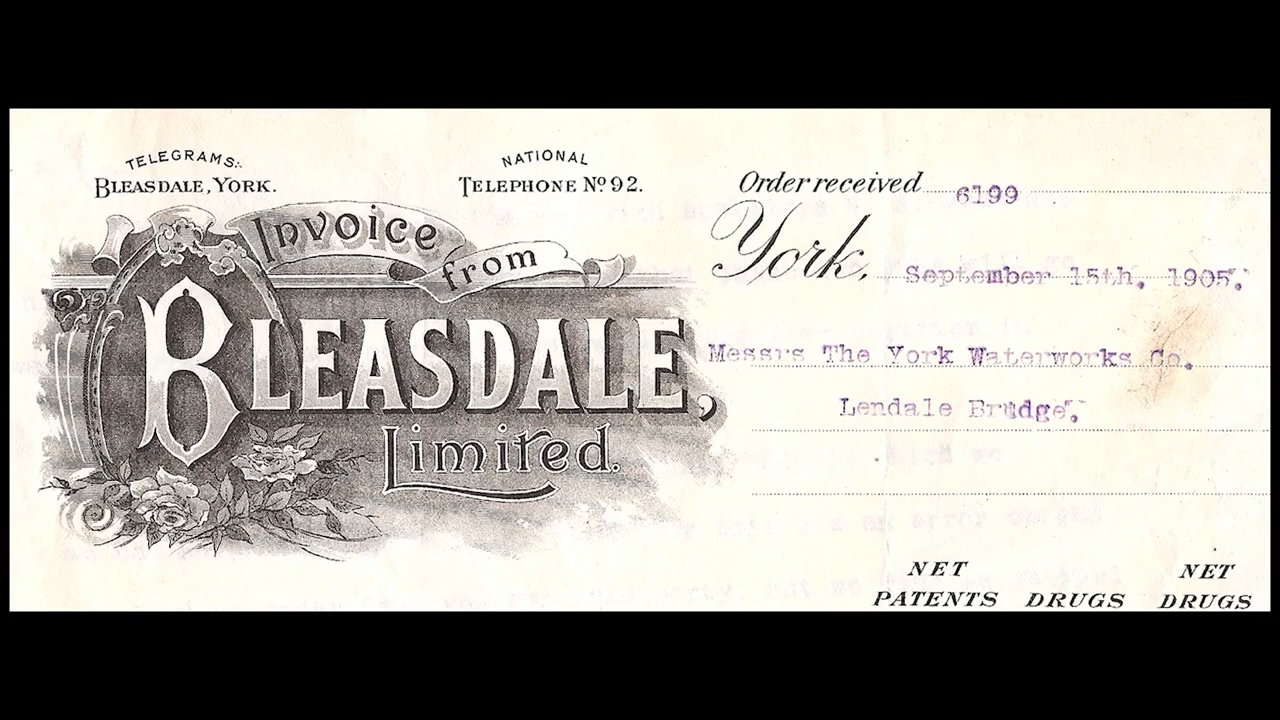 TELEGRAMS:
BLEASDALE, YORK.
NATIONAL
TELEPHONE No 92.
Order received 6199
Invoice
from
BLEASDALE,
Limited.
York, September 15th, 1905.
Messrs The York Waterworks Co.
Lendale Brudge.
NET
PATENTS
DRUGS
NET
DRUGS